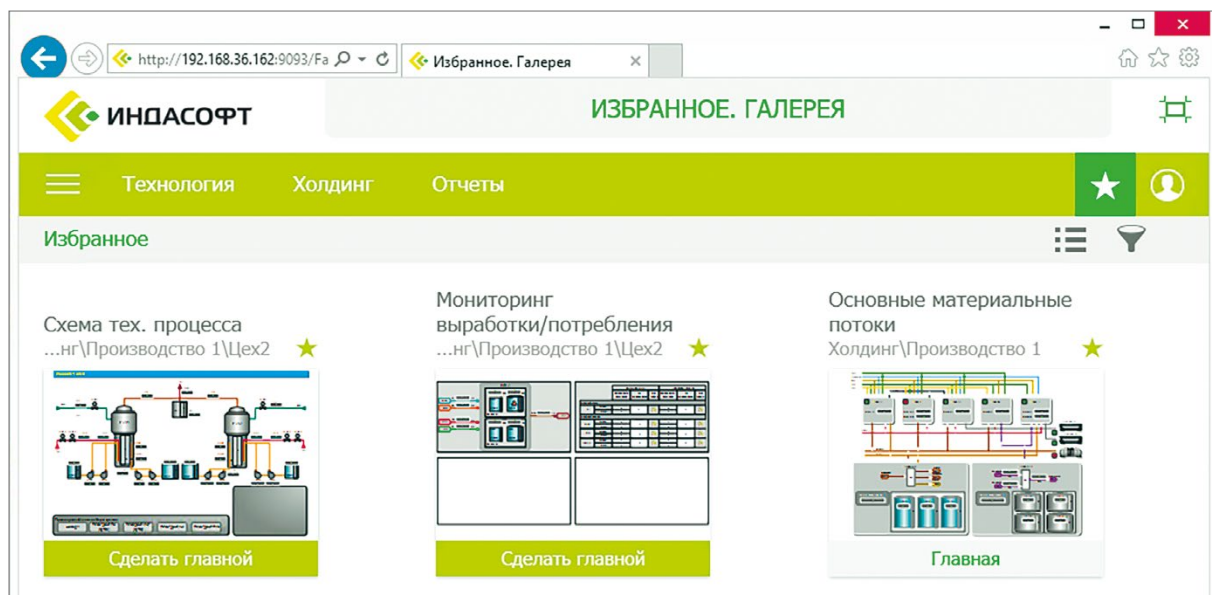 http://192.168.36.162:9093/Fa
Избранное. Галерея
ИНДАСОФТ
ИЗБРАННОЕ. ГАЛЕРЕЯ
Технология Холдинг Отчеты
Избранное
Схема тех. процесса
...нг\Производство 1\Цех2
Мониторинг
выработки/потребления
...нг\Производство 1\Цех2
Основные материальные
потоки
Холдинг\Производство 1
Сделать главной
Сделать главной
Главная